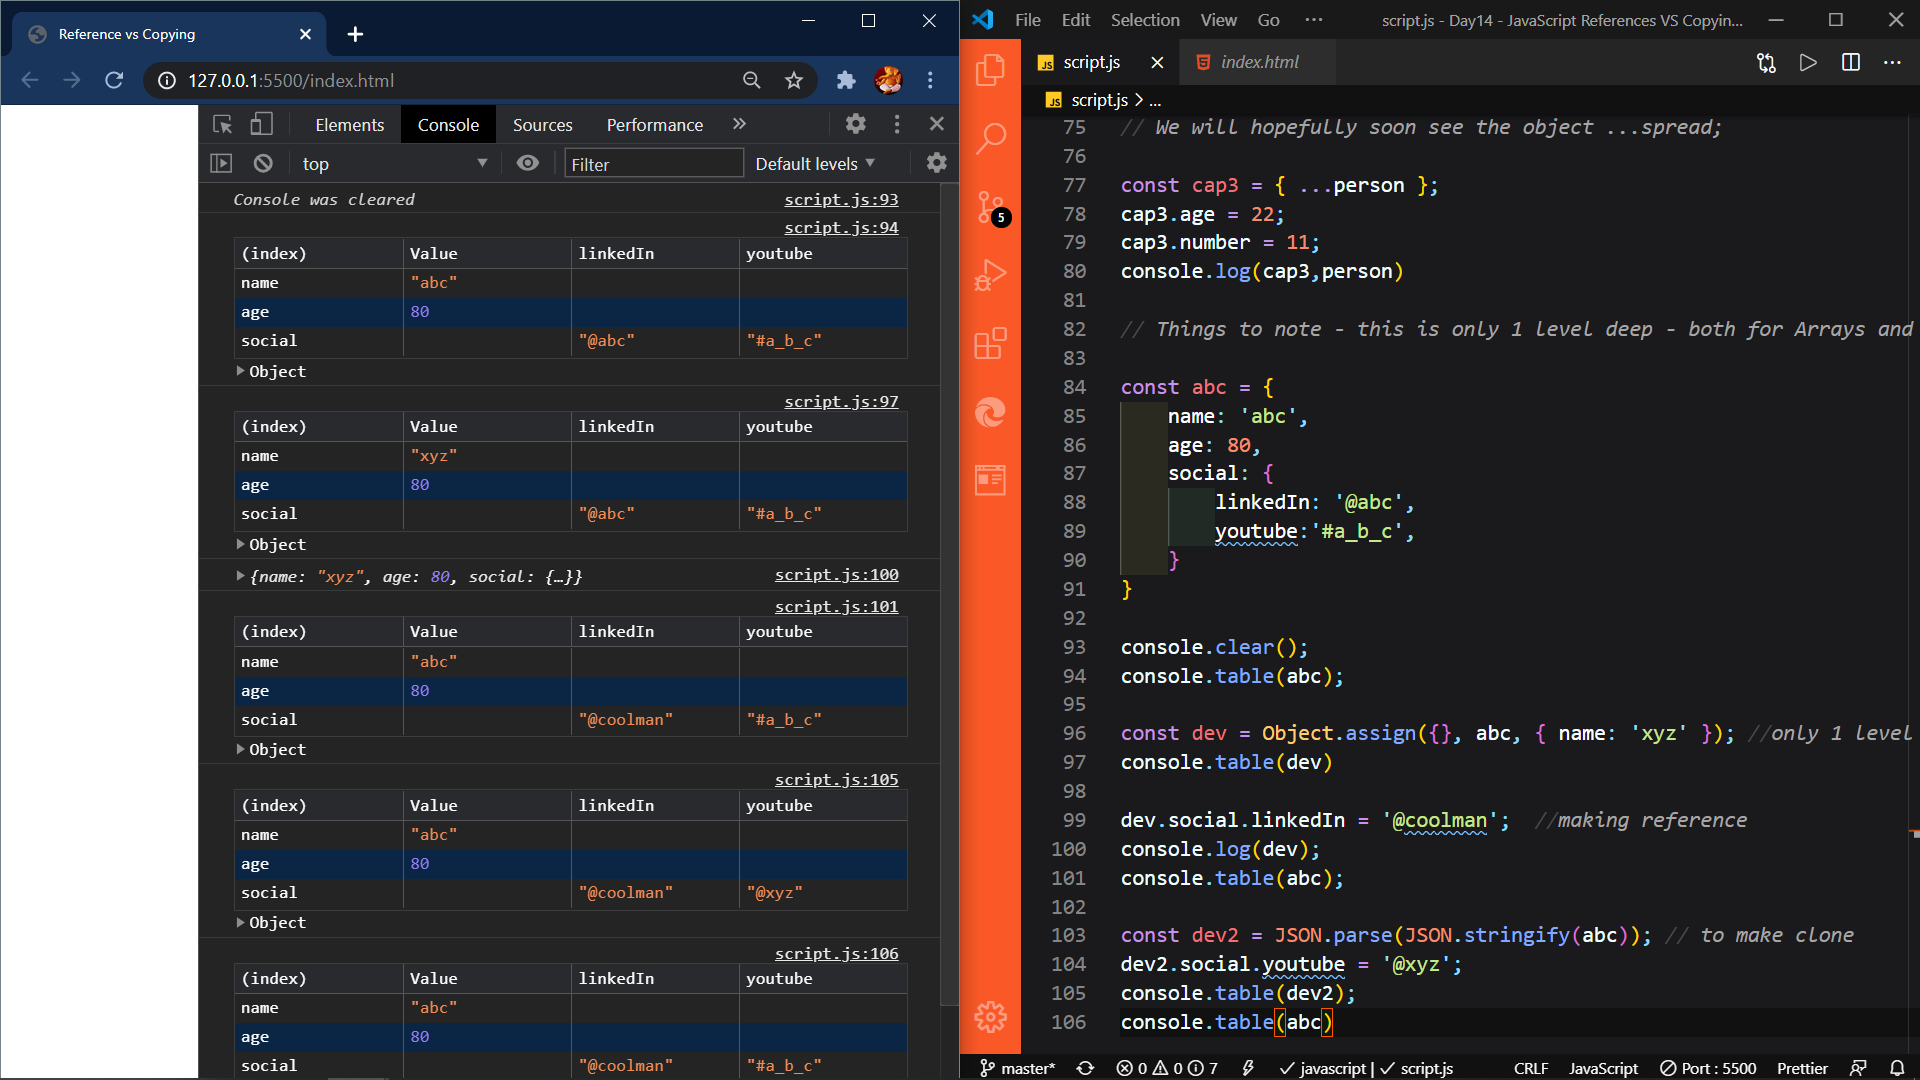 Reference vs Copying
127.0.0.1:5500/index.html
Elements Console Sources Performance
top Filter Default levels
Console was cleared script.js:93
script.js:94
(index) Value linkedIn youtube
name "abc"
age 80
social "@abc" "#a_b_c"
Object
script.js:97
(index) Value linkedIn youtube
name "xyz"
age 80
social "@abc" "#a_b_c"
Object
{name: "xyz", age: 80, social: {…}} script.js:100
script.js:101
(index) Value linkedIn youtube
name "abc"
age 80
social "@coolman" "#a_b_c"
Object
script.js:105
(index) Value linkedIn youtube
name "abc"
age 80
social "@coolman" "@xyz"
Object
script.js:106
(index) Value linkedIn youtube
name "abc"
age 80
social "@coolman" "#a_b_c"
File Edit Selection View Go ··· script.js - Day14 - JavaScript References VS Copyin...
JS script.js index.html
JS script.js > ...
5
75 // We will hopefully soon see the object ...spread;
76
77 const cap3 = { ...person };
78 cap3.age = 22;
79 cap3.number = 11;
80 console.log(cap3,person)
81
82 // Things to note - this is only 1 level deep - both for Arrays and
83
84 const abc = {
85 name: 'abc',
86 age: 80,
87 social: {
88 linkedIn: '@abc',
89 youtube:'#a_b_c',
90 }
91 }
92
93 console.clear();
94 console.table(abc);
95
96 const dev = Object.assign({}, abc, { name: 'xyz' }); //only 1 level
97 console.table(dev)
98
99 dev.social.linkedIn = '@coolman'; //making reference
100 console.log(dev);
101 console.table(abc);
102
103 const dev2 = JSON.parse(JSON.stringify(abc)); // to make clone
104 dev2.social.youtube = '@xyz';
105 console.table(dev2);
106 console.table(abc)
master* 0 0 7 javascript | script.js CRLF JavaScript Port : 5500 Prettier